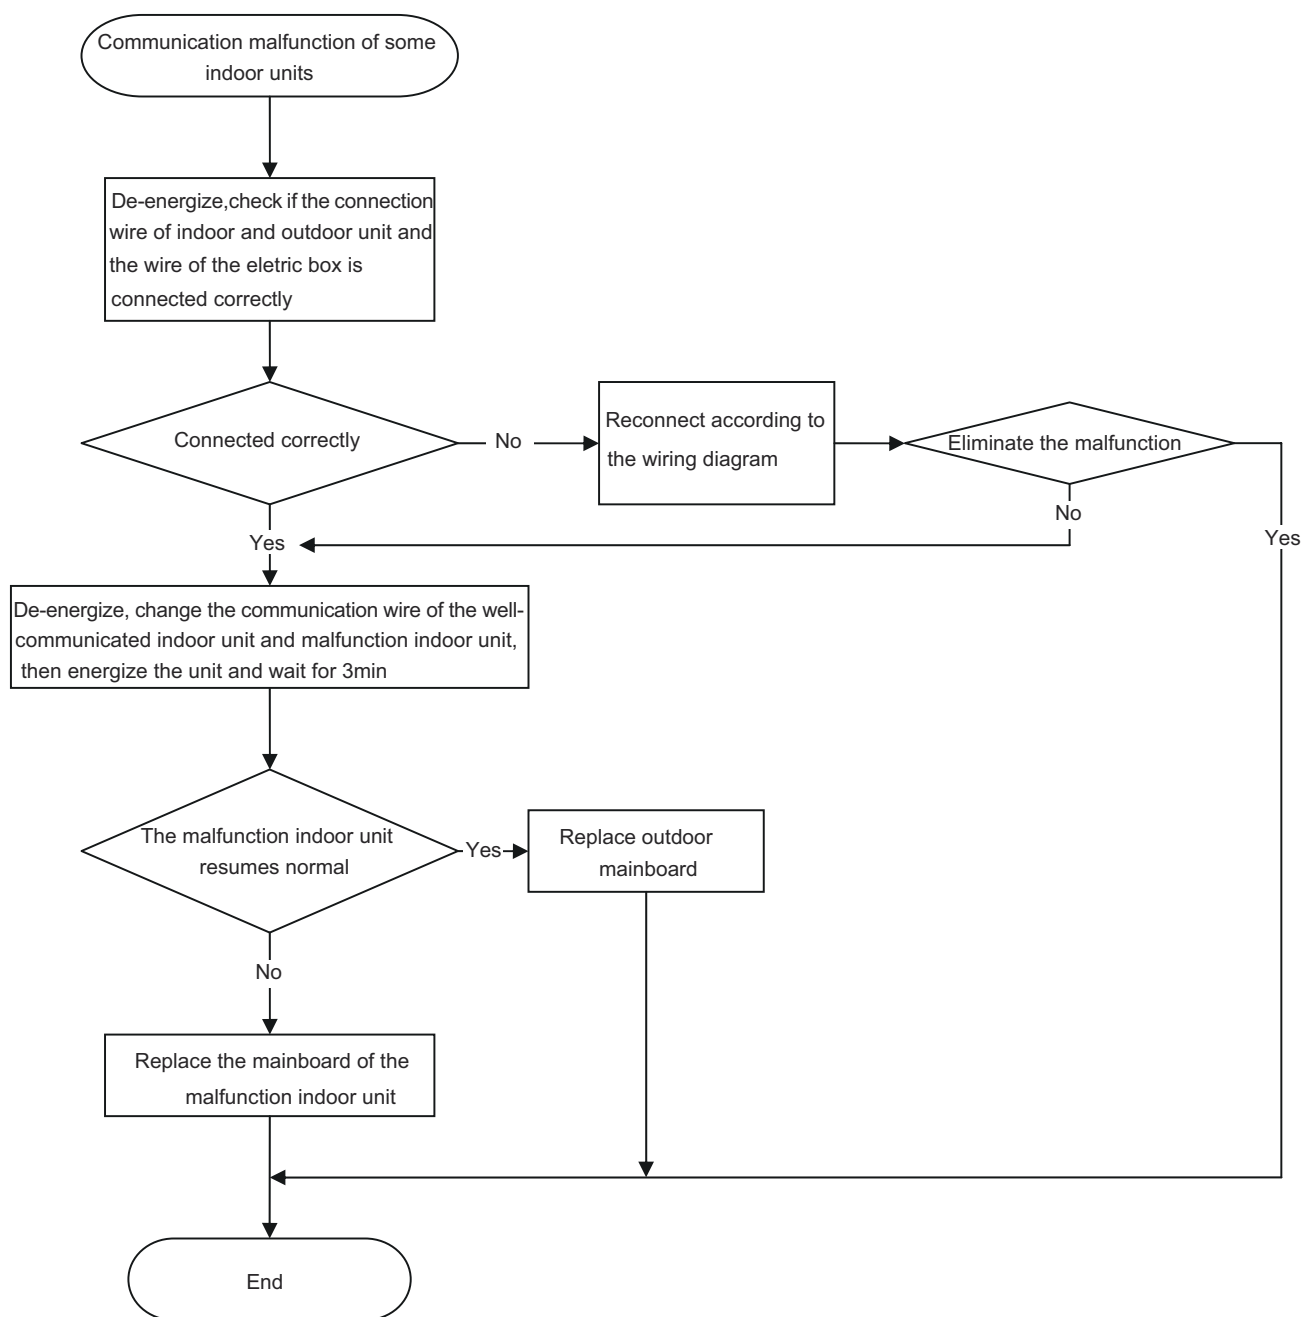 Communication malfunction of some
indoor units
De-energize,check if the connection
wire of indoor and outdoor unit and
the wire of the eletric box is
connected correctly
Connected correctly
No
Reconnect according to
the wiring diagram
Eliminate the malfunction
No
Yes
Yes
De-energize, change the communication wire of the well-
communicated indoor unit and malfunction indoor unit,
then energize the unit and wait for 3min
The malfunction indoor unit
resumes normal
Yes
Replace outdoor
mainboard
No
Replace the mainboard of the
malfunction indoor unit
End